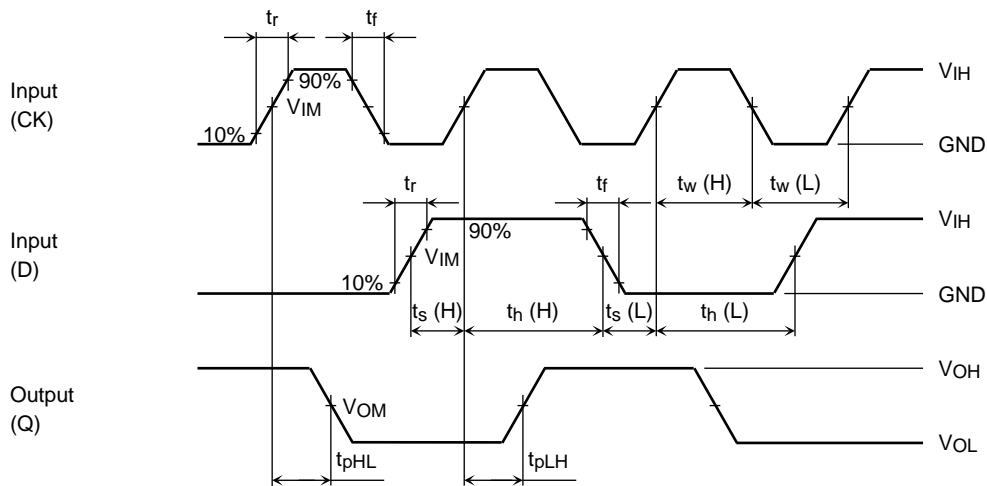 tr tf
VIH
90%
Input
(CK)
VIM
10%
GND
tr tw (H) tw (L)
tf
VIH
90%
Input
(D)
VIM
10%
GND
ts (H) th (H) ts (L) th (L)
VOH
Output
(Q)
VOM
VOL
tpHL tpLH